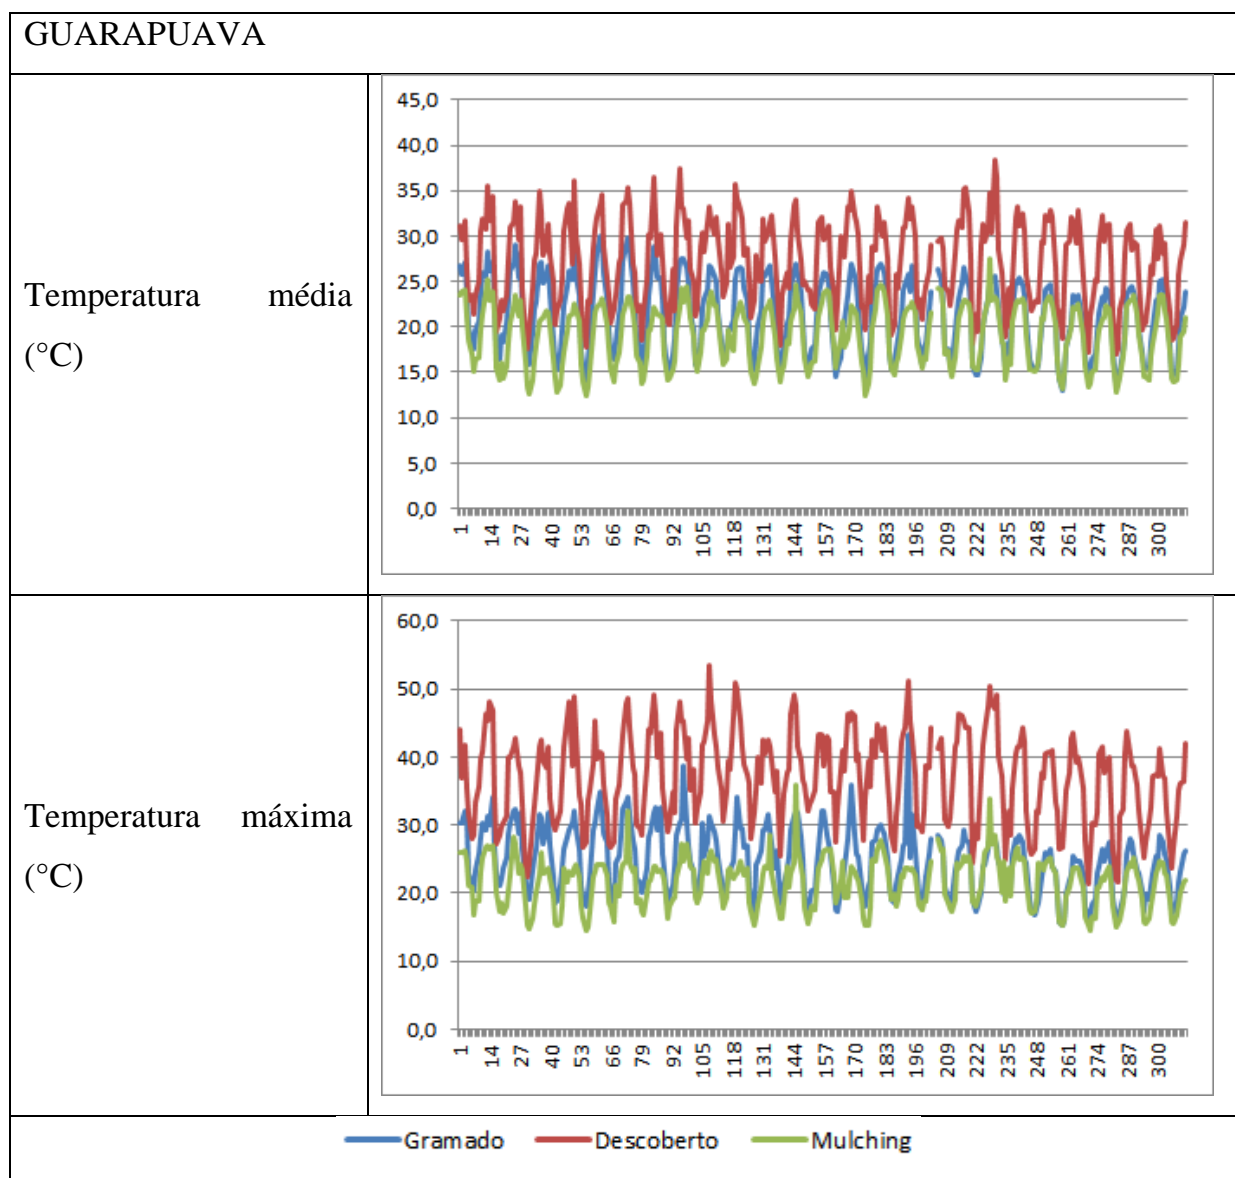 GUARAPUAVA
Temperatura média
(°C)
45,0
40,0
35,0
30,0
25,0
20,0
15,0
10,0
5,0
0,0
1 14 27 40 53 66 79 92 105 118 131 144 157 170 183 196 209 222 235 248 261 274 287 300
Temperatura máxima
(°C)
60,0
50,0
40,0
30,0
20,0
10,0
0,0
1 14 27 40 53 66 79 92 105 118 131 144 157 170 183 196 209 222 235 248 261 274 287 300
Gramado Descoberto Mulching